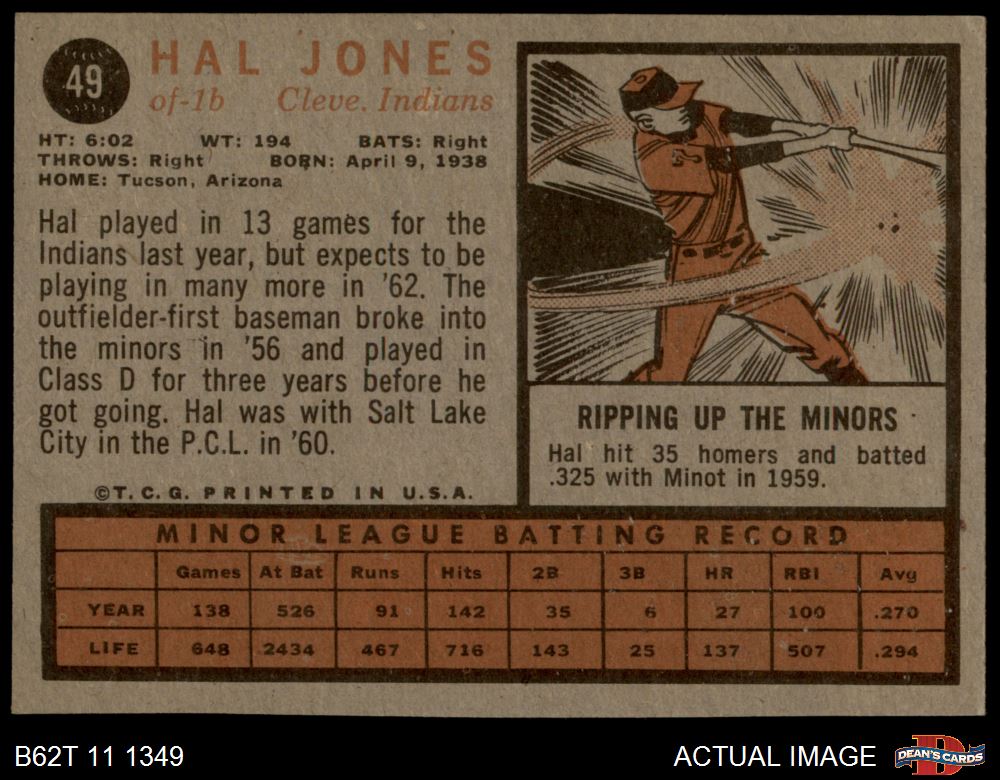 49
HAL JONES
of-1b Cleve. Indians
HT: 6:02 WT: 194 BATS: Right
THROWS: Right BORN: April 9, 1938
HOME: Tucson, Arizona
Hal played in 13 games for the
Indians last year, but expects to be
playing in many more in '62. The
outfielder-first baseman broke into
the minors in '56 and played in
Class D for three years before he
got going. Hal was with Salt Lake
City in the P.C.L. in '60.
©T.C.G. PRINTED IN U.S.A.
RIPPING UP THE MINORS
Hal hit 35 homers and batted
.325 with Minot in 1959.
MINOR LEAGUE BATTING RECORD
Games At Bat Runs Hits 2B 3B HR RBI Avg
YEAR 138 526 91 142 35 6 27 100 .270
LIFE 648 2434 467 716 143 25 137 507 .294
B62T 11 1349
ACTUAL IMAGE
D
DEAN'S CARDS